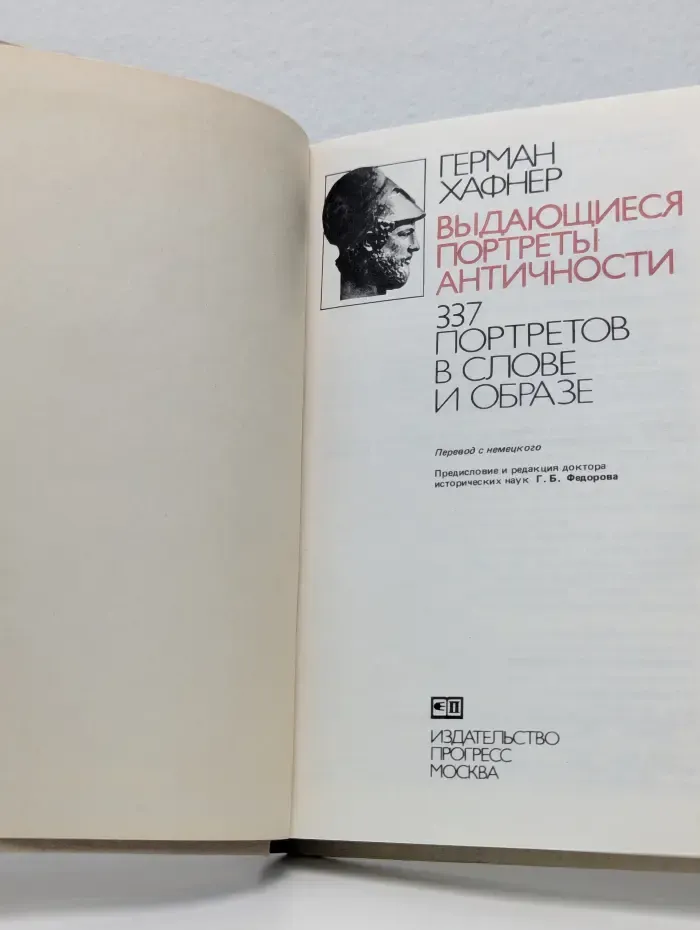 ГЕРМАН
ХАФНЕР
ВЫДАЮЩИЕСЯ
ПОРТРЕТЫ
АНТИЧНОСТИ
337
ПОРТРЕТОВ
В СЛОВЕ
И ОБРАЗЕ
Перевод с немецкого
Предисловие и редакция доктора
исторических наук Г. Б. Федорова
П
ИЗДАТЕЛЬСТВО
ПРОГРЕСС
МОСКВА